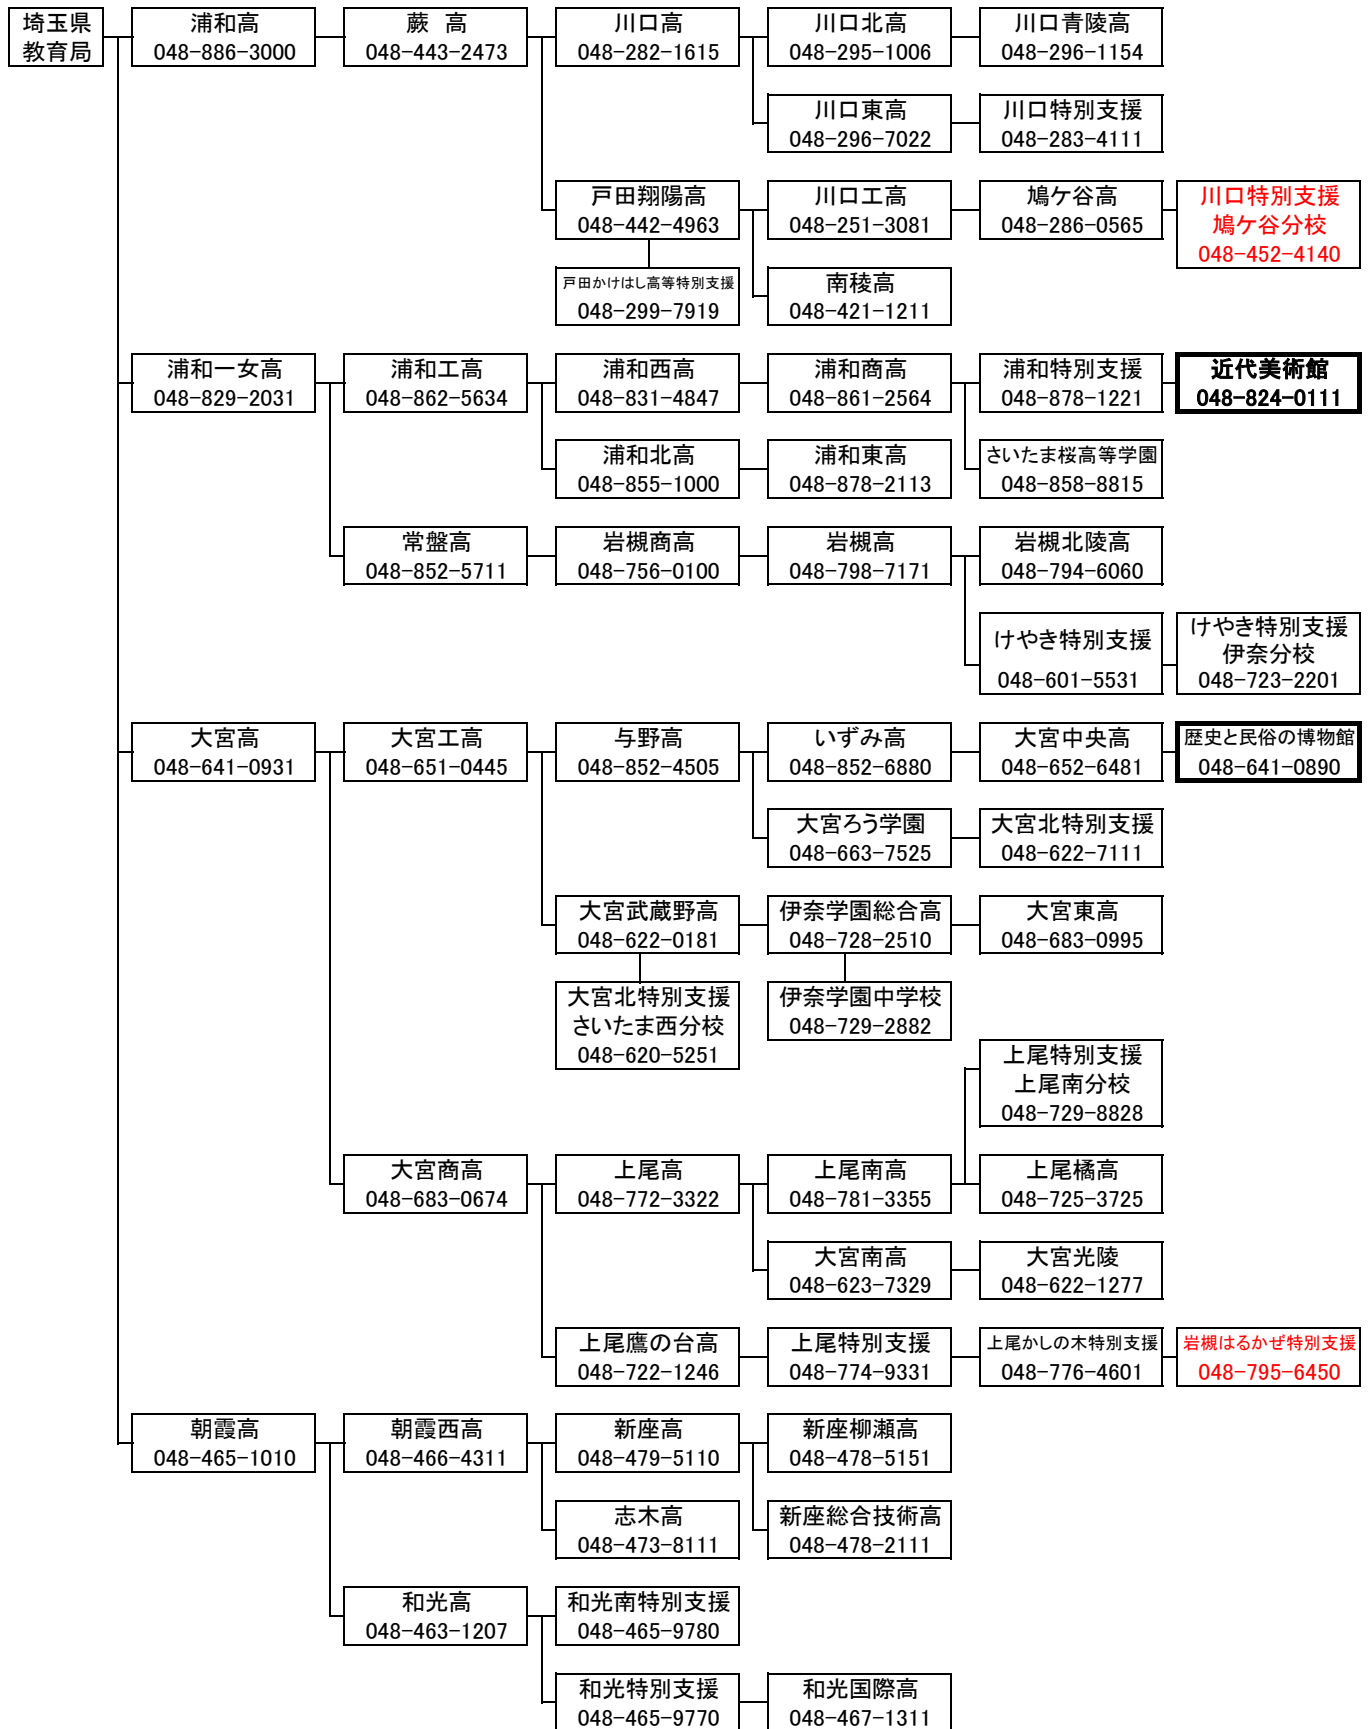 埼玉県
教育局
浦和高
048-886-3000
蕨 高
048-443-2473
川口高
048-282-1615
川口北高
048-295-1006
川口青陵高
048-296-1154
川口東高
048-296-7022
川口特別支援
048-283-4111
戸田翔陽高
048-442-4963
川口工高
048-251-3081
鳩ケ谷高
048-286-0565
川口特別支援
鳩ケ谷分校
048-452-4140
戸田かけはし高等特別支援
048-299-7919
南稜高
048-421-1211
浦和一女高
048-829-2031
浦和工高
048-862-5634
浦和西高
048-831-4847
浦和商高
048-861-2564
浦和特別支援
048-878-1221
近代美術館
048-824-0111
浦和北高
048-855-1000
浦和東高
048-878-2113
さいたま桜高等学園
048-858-8815
常盤高
048-852-5711
岩槻商高
048-756-0100
岩槻高
048-798-7171
岩槻北陵高
048-794-6060
けやき特別支援
048-601-5531
けやき特別支援
伊奈分校
048-723-2201
大宮高
048-641-0931
大宮工高
048-651-0445
与野高
048-852-4505
いずみ高
048-852-6880
大宮中央高
048-652-6481
歴史と民俗の博物館
048-641-0890
大宮ろう学園
048-663-7525
大宮北特別支援
048-622-7111
大宮武蔵野高
048-622-0181
伊奈学園総合高
048-728-2510
大宮東高
048-683-0995
大宮北特別支援
さいたま西分校
048-620-5251
伊奈学園中学校
048-729-2882
上尾特別支援
上尾南分校
048-729-8828
大宮商高
048-683-0674
上尾高
048-772-3322
上尾南高
048-781-3355
上尾橘高
048-725-3725
大宮南高
048-623-7329
大宮光陵
048-622-1277
上尾鷹の台高
048-722-1246
上尾特別支援
048-774-9331
上尾かしの木特別支援
048-776-4601
岩槻はるかぜ特別支援
048-795-6450
朝霞高
048-465-1010
朝霞西高
048-466-4311
新座高
048-479-5110
新座柳瀬高
048-478-5151
志木高
048-473-8111
新座総合技術高
048-478-2111
和光高
048-463-1207
和光南特別支援
048-465-9780
和光特別支援
048-465-9770
和光国際高
048-467-1311